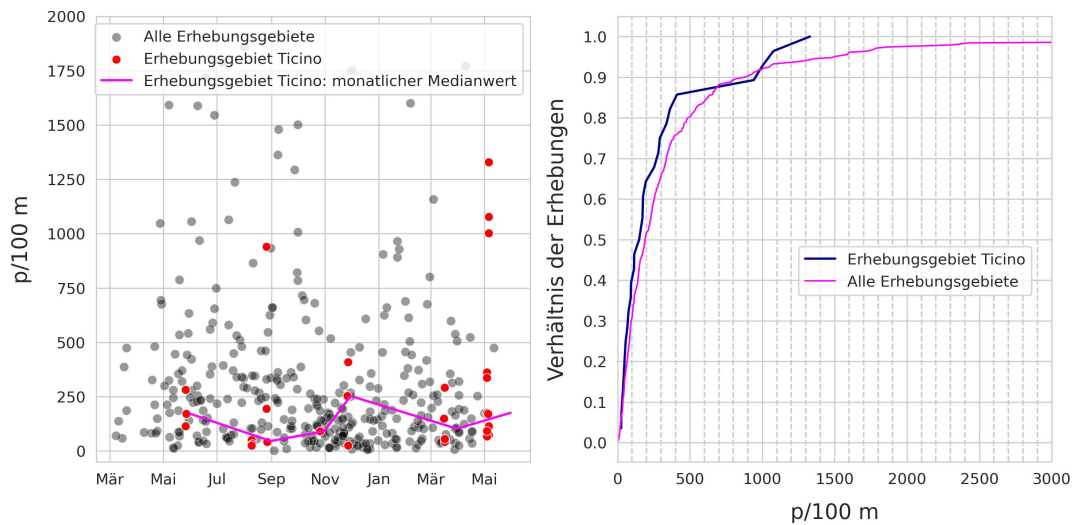 2000
1750
1500
1250
1000
750
500
250
0
p/100 m
Alle Erhebungsgebiete
Erhebungsgebiet Ticino
Erhebungsgebiet Ticino: monatlicher Medianwert
Mär Mai Jul Sep Nov Jan Mär Mai
1.0
0.9
0.8
0.7
0.6
0.5
0.4
0.3
0.2
0.1
0.0
Verhältnis der Erhebungen
Erhebungsgebiet Ticino
Alle Erhebungsgebiete
0 500 1000 1500 2000 2500 3000
p/100 m